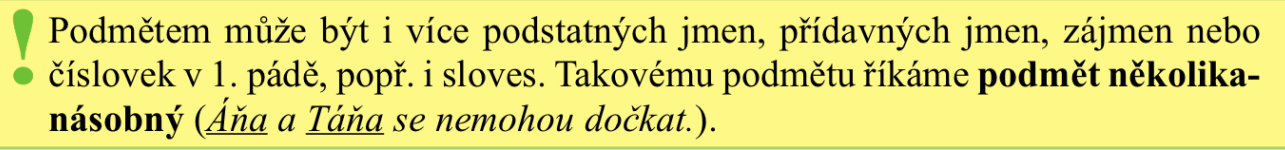 Podmětem může být i více podstatných jmen, přídavných jmen, zájmen nebo
číslovek v 1. pádě, popř. i sloves. Takovému podmětu říkáme podmět několika-
násobný (Áňa a Táňa se nemohou dočkat.).